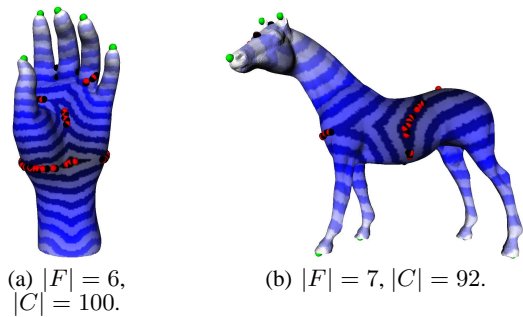 (a) |F| = 6,
|C| = 100.
(b) |F| = 7, |C| = 92.